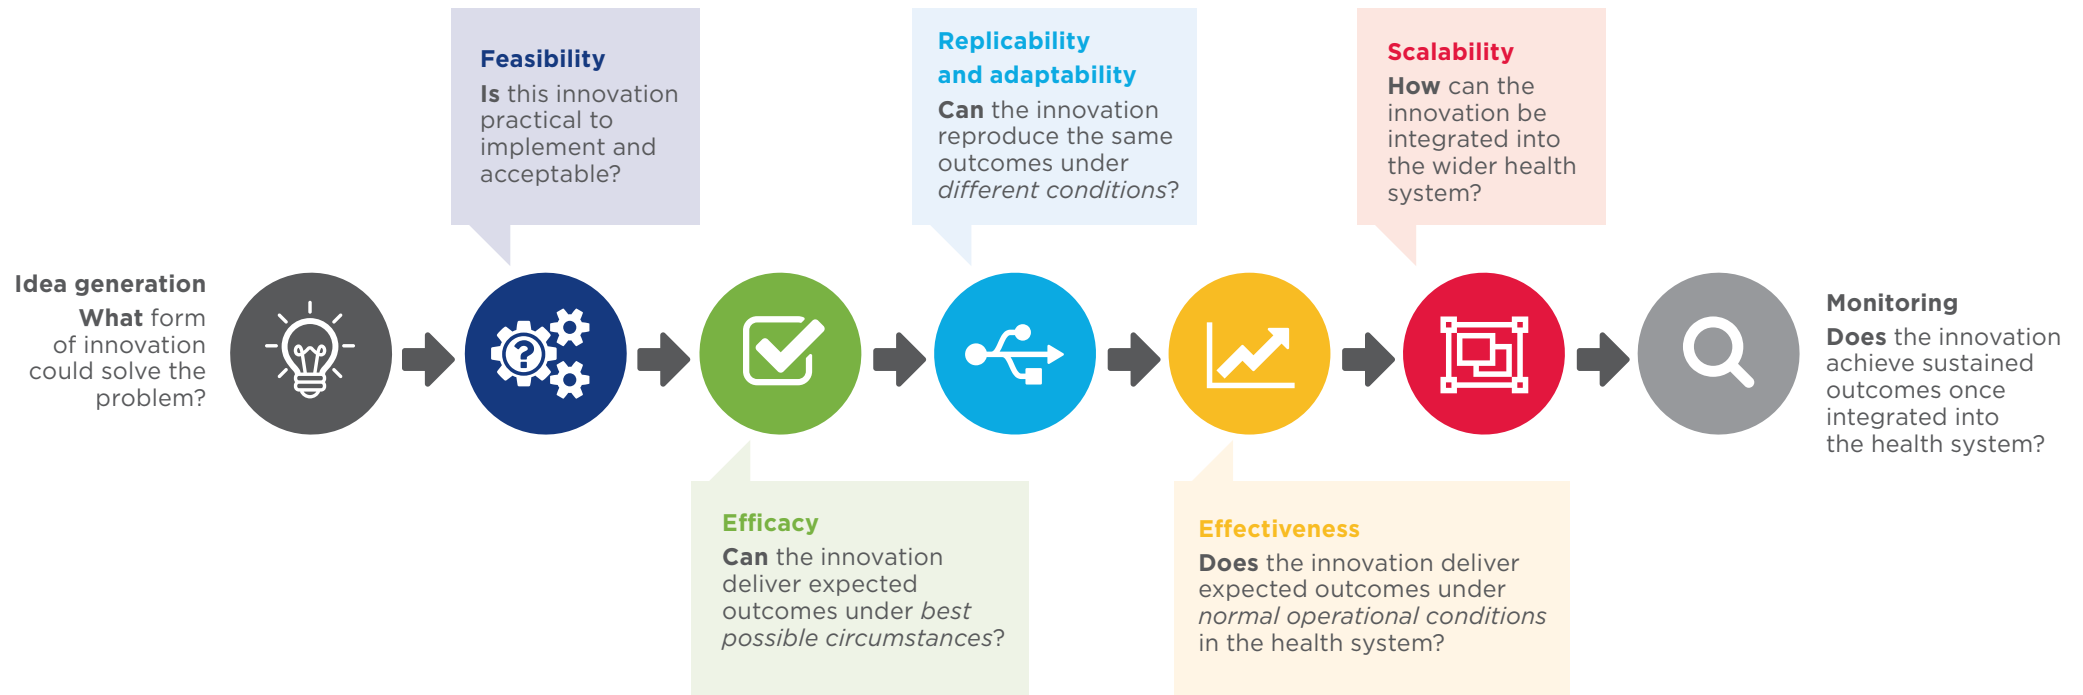 Idea generation
What form
of innovation
could solve the
problem?
Feasibility
Is this innovation
practical to
implement and
acceptable?
Efficacy
Can the innovation
deliver expected
outcomes under best
possible circumstances?
Replicability
and adaptability
Can the innovation
reproduce the same
outcomes under
different conditions?
Effectiveness
Does the innovation deliver
expected outcomes under
normal operational conditions
in the health system?
Scalability
How can the
innovation be
integrated into
the wider health
system?
Monitoring
Does the innovation
achieve sustained
outcomes once
integrated into
the health system?
?